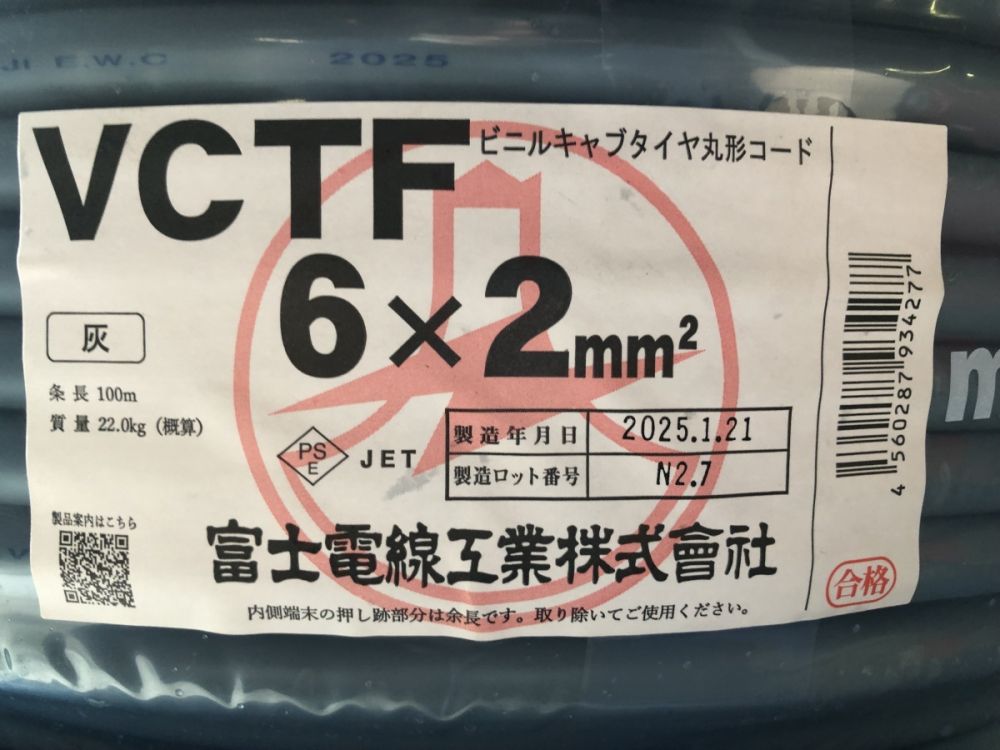 JI E.W.C 2025
VCTF ビニルキャブタイヤ丸形コード
6×2mm²
灰
条長 100m
質量 22.0kg (概算)
PS
E
JET
製造年月日 2025.1.21
製造ロット番号 N2.7
製品案内はこちら
富士電線工業株式會社
内側端末の押し跡部分は余長です。取り除いてご使用ください。
4560287934277
合格
m